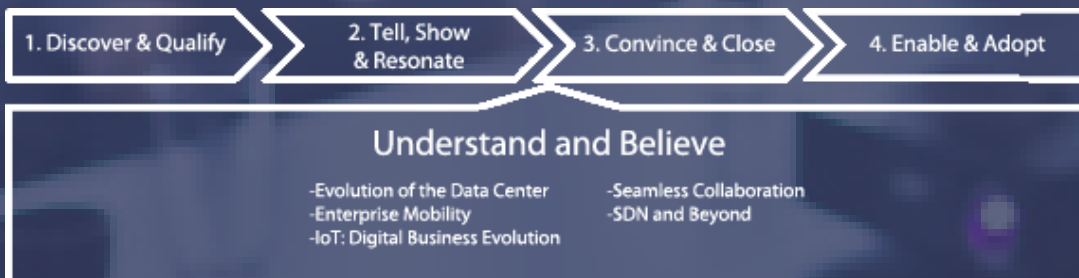 1. Discover & Qualify
2. Tell, Show
& Resonate
3. Convince & Close
4. Enable & Adopt
Understand and Believe
-Evolution of the Data Center
-Enterprise Mobility
-IoT: Digital Business Evolution
-Seamless Collaboration
-SDN and Beyond